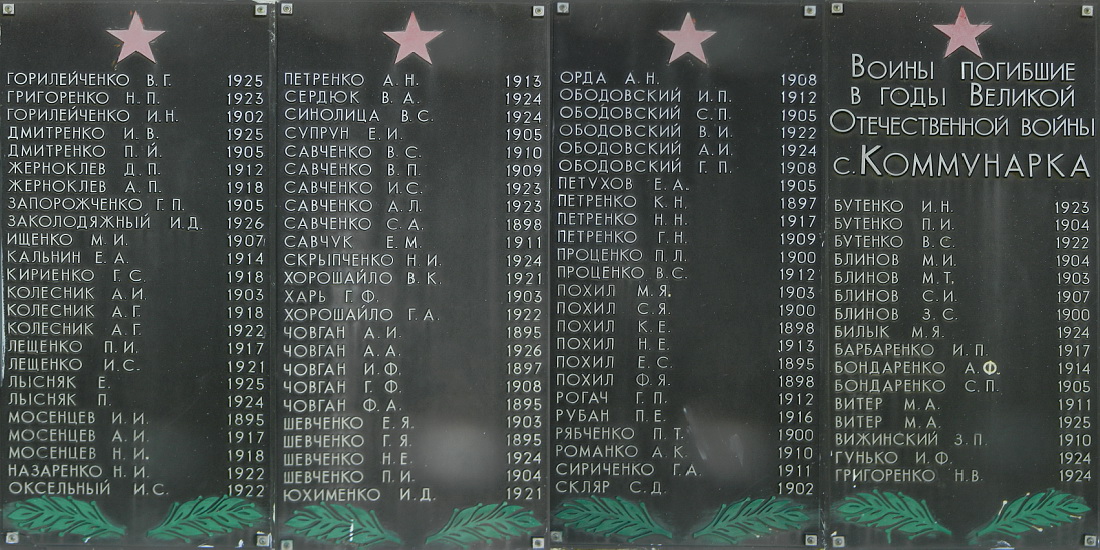 ГОРИЛЕЙЧЕНКО В.Г. 1925
ГРИГОРЕНКО Н.П. 1923
ГОРИЛЕЙЧЕНКО И.Н. 1902
ДМИТРЕНКО И.В. 1925
ДМИТРЕНКО П.Й. 1905
ЖЕРНОКЛЕВ Д.П. 1912
ЖЕРНОКЛЕВ А.П. 1918
ЗАПОРОЖЧЕНКО Г.П. 1905
ЗАКОЛОДЯЖНЫЙ И.Д. 1926
ИЩЕНКО М.И. 1907
КАЛЬНИН Е.А. 1914
КИРИЕНКО Г.С. 1918
КОЛЕСНИК А.И. 1903
КОЛЕСНИК А.Г. 1918
КОЛЕСНИК А.Г. 1922
ЛЕЩЕНКО П.И. 1917
ЛЕЩЕНКО И.С. 1921
ЛЫСНЯК Е. 1925
ЛЫСНЯК П. 1924
МОСЕНЦЕВ И.И. 1895
МОСЕНЦЕВ А.И. 1917
МОСЕНЦЕВ Н.И. 1918
НАЗАРЕНКО Н.И. 1922
ОКСЕЛЬНЫЙ И.С. 1922
ПЕТРЕНКО А.Н. 1913
СЕРДЮК В.А. 1924
СИНОЛИЦА В.С. 1924
СУПРУН Е.И. 1905
САВЧЕНКО В.С. 1910
САВЧЕНКО В.П. 1909
САВЧЕНКО И.С. 1923
САВЧЕНКО А.Л. 1923
САВЧЕНКО С.А. 1898
САВЧУК Е.М. 1911
СКРЫПЧЕНКО Н.И. 1924
ХОРОШАЙЛО В.К. 1921
ХАРЬ Г.Ф. 1903
ХОРОШАЙЛО Г.А. 1922
ЧОВГАН А.И. 1895
ЧОВГАН А.А. 1926
ЧОВГАН И.Ф. 1897
ЧОВГАН Г.Ф. 1908
ЧОВГАН Ф.А. 1895
ШЕВЧЕНКО Е.Я. 1903
ШЕВЧЕНКО Г.Я. 1895
ШЕВЧЕНКО Н.Е. 1924
ШЕВЧЕНКО П.И. 1904
ЮХИМЕНКО И.Д. 1921
ОРДА А.Н. 1908
ОБОДОВСКИЙ И.П. 1912
ОБОДОВСКИЙ С.П. 1905
ОБОДОВСКИЙ В.И. 1922
ОБОДОВСКИЙ А.И. 1924
ОБОДОВСКИЙ Г.П. 1908
ПЕТУХОВ Е.А. 1905
ПЕТРЕНКО К.Н. 1897
ПЕТРЕНКО Н.Н. 1917
ПЕТРЕНКО Г.Н. 1909
ПРОЦЕНКО П.Л. 1900
ПРОЦЕНКО В.С. 1912
ПОХИЛ М.Я. 1903
ПОХИЛ С.Я. 1900
ПОХИЛ К.Е. 1898
ПОХИЛ Н.Е. 1913
ПОХИЛ Е.С. 1895
ПОХИЛ Ф.Я. 1898
РОГАЧ Г.П. 1912
РУБАН П.Е. 1916
РЯБЧЕНКО П.Т. 1900
РОМАНКО А.К. 1910
СИРИЧЕНКО Г.А. 1911
СКЛЯР С.Д. 1902
ВОИНЫ ПОГИБШИЕ
В ГОДЫ ВЕЛИКОЙ
ОТЕЧЕСТВЕННОЙ ВОЙНЫ
С. КОММУНАРКА
БУТЕНКО И.Н. 1923
БУТЕНКО П.И. 1904
БУТЕНКО В.С. 1922
БЛИНОВ М.И. 1904
БЛИНОВ М.Т. 1903
БЛИНОВ С.И. 1907
БЛИНОВ З.С. 1900
БИЛЫК М.Я. 1924
БАРБАРЕНКО И.П. 1917
БОНДАРЕНКО А.Ф. 1914
БОНДАРЕНКО С.П. 1905
ВИТЕР М.А. 1911
ВИТЕР М.А. 1925
ВИЖИНСКИЙ З.П. 1910
ГУНЬКО И.Ф. 1924
ГРИГОРЕНКО Н.В. 1924